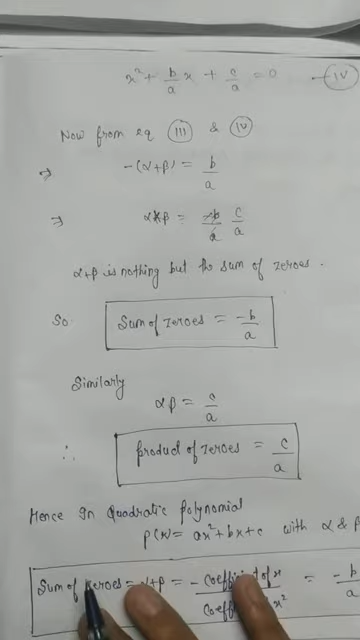 x² + b/a x + c/a = 0 — (IV)
Now from eq (III) & (IV)
⇒ -(α+β) = b/a
⇒ α×β = c/a
α+β is nothing but the sum of zeroes.
So Sum of zeroes = -b/a
Similarly
αβ = c/a
∴ product of zeroes = c/a
Hence In Quadratic Polynomial
p(x) = ax² + bx + c with α & β
Sum of zeroes = α+β = - Coefficient of x / Coefficient x² = -b/a